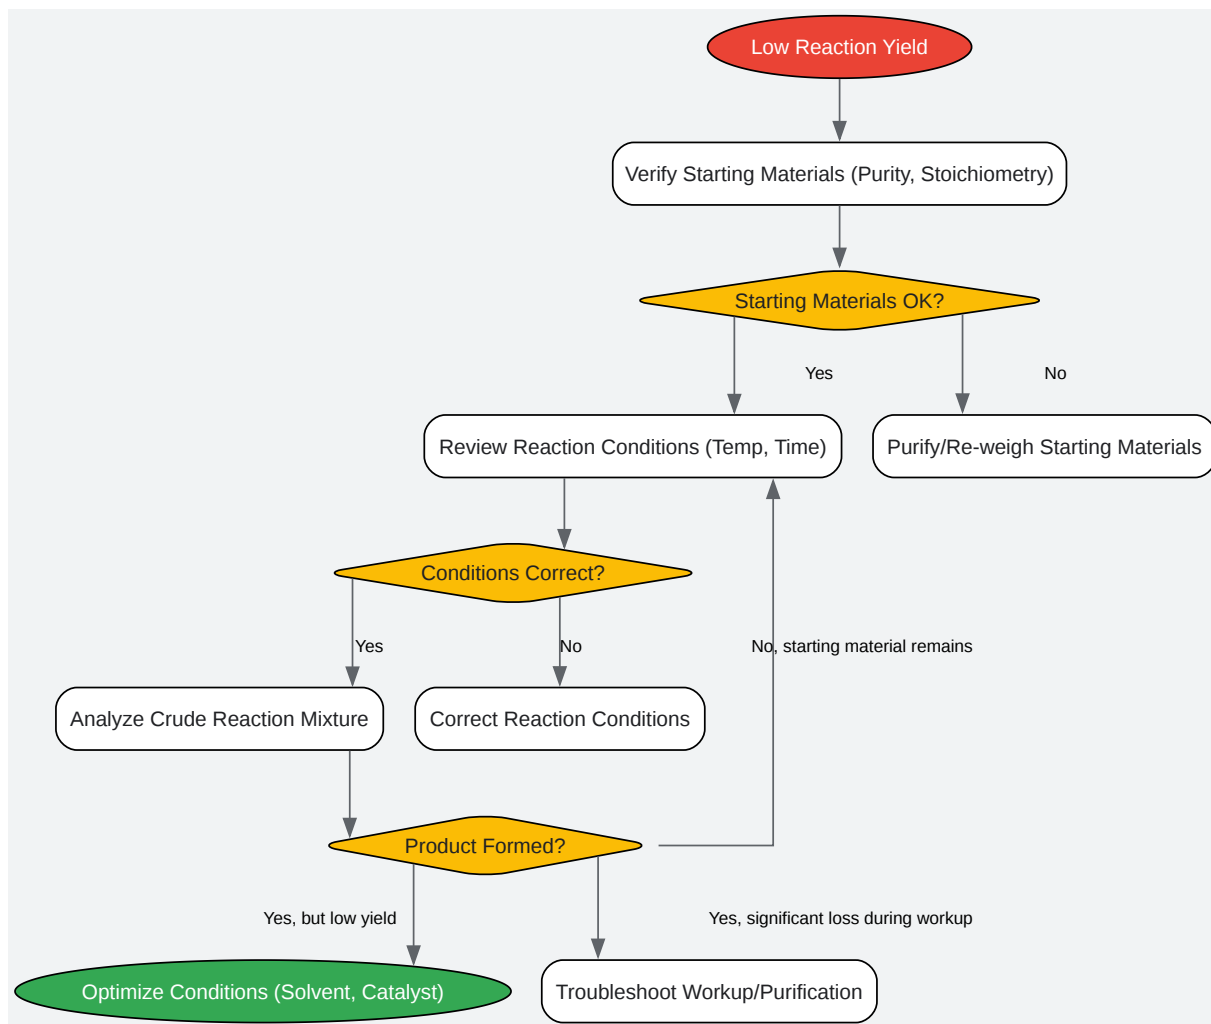 Low Reaction Yield
Verify Starting Materials (Purity, Stoichiometry)
Starting Materials OK?
Yes
No
Review Reaction Conditions (Temp, Time)
Purify/Re-weigh Starting Materials
Conditions Correct?
Yes
No
No, starting material remains
Analyze Crude Reaction Mixture
Correct Reaction Conditions
Product Formed?
Yes, but low yield
Yes, significant loss during workup
Optimize Conditions (Solvent, Catalyst)
Troubleshoot Workup/Purification